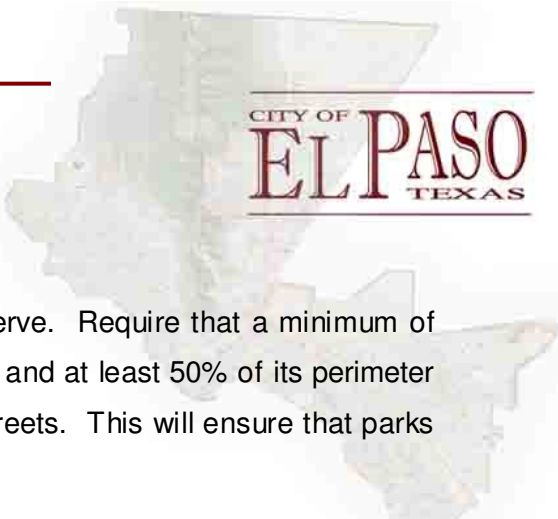 CITY OF
EL PASO
TEXAS
erve. Require that a minimum of
and at least 50% of its perimeter
reets. This will ensure that parks